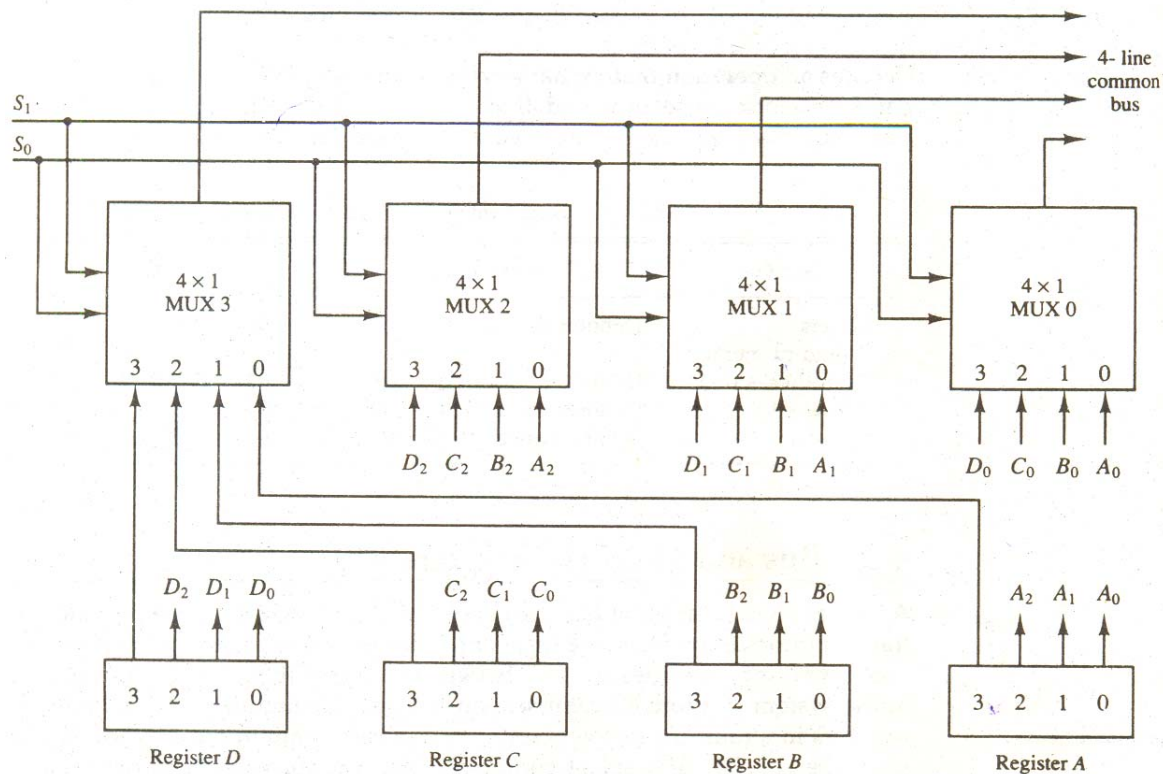 4- line
common
bus
S₁
S₀
4 × 1
MUX 3
3 2 1 0
4 × 1
MUX 2
3 2 1 0
4 × 1
MUX 1
3 2 1 0
4 × 1
MUX 0
3 2 1 0
D₂ C₂ B₂ A₂
D₁ C₁ B₁ A₁
D₀ C₀ B₀ A₀
D₂ D₁ D₀
C₂ C₁ C₀
B₂ B₁ B₀
A₂ A₁ A₀
3 2 1 0
3 2 1 0
3 2 1 0
3 2 1 0
Register D
Register C
Register B
Register A